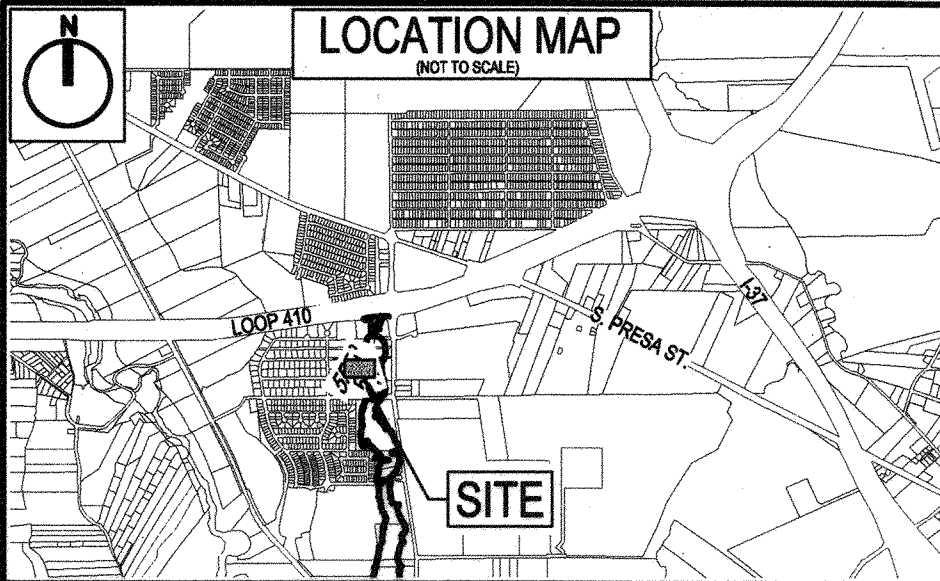 N
LOCATION MAP
(NOT TO SCALE)
LOOP 410
S. PRESA ST.
I-37
SITE